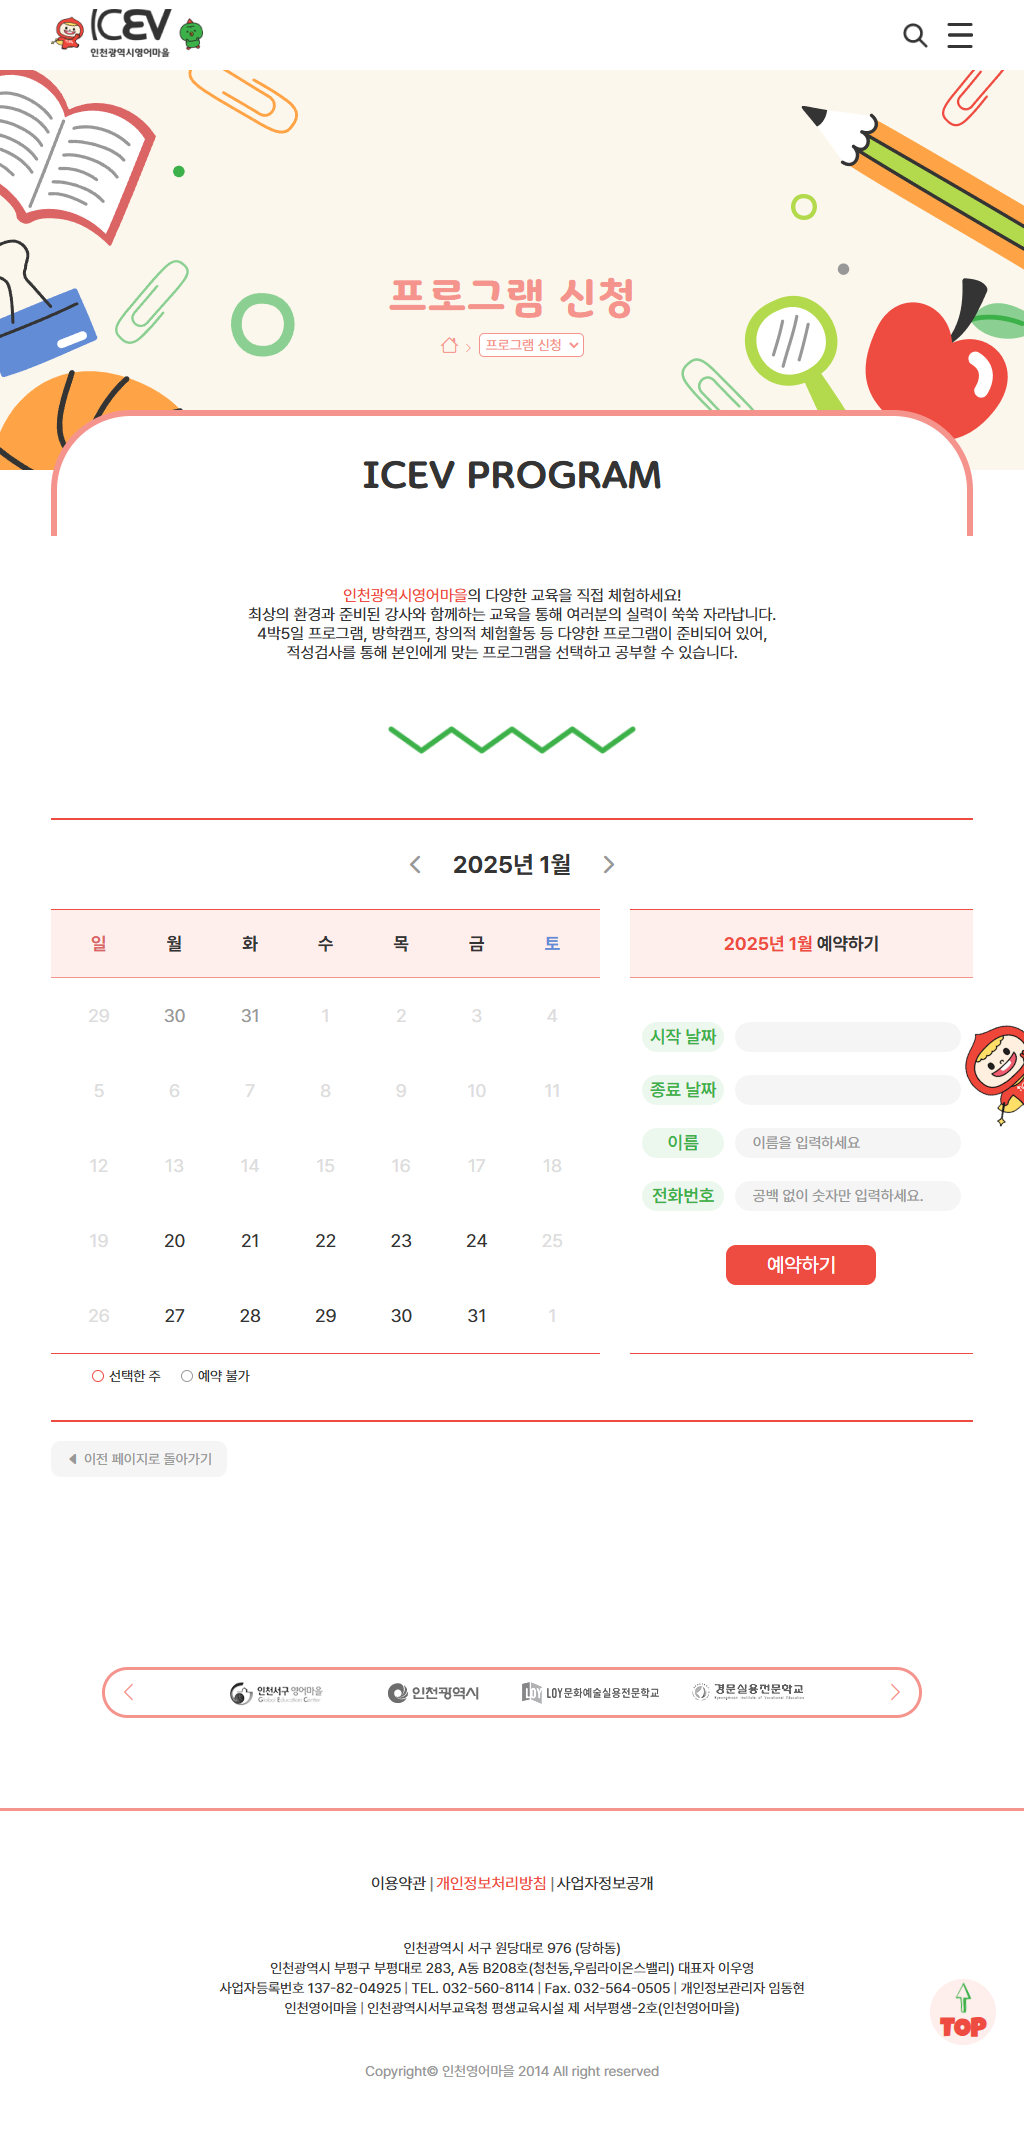 ICEV
인천광역시영어마을
프로그램 신청
프로그램 신청
ICEV PROGRAM
인천광역시영어마을의 다양한 교육을 직접 체험하세요!
최상의 환경과 준비된 강사와 함께하는 교육을 통해 여러분의 실력이 쑥쑥 자라납니다.
4박5일 프로그램, 방학캠프, 창의적 체험활동 등 다양한 프로그램이 준비되어 있어,
적성검사를 통해 본인에게 맞는 프로그램을 선택하고 공부할 수 있습니다.
2025년 1월
일 월 화 수 목 금 토
29 30 31 1 2 3 4
5 6 7 8 9 10 11
12 13 14 15 16 17 18
19 20 21 22 23 24 25
26 27 28 29 30 31 1
선택한 주 예약 불가
2025년 1월 예약하기
시작 날짜
종료 날짜
이름 이름을 입력하세요
전화번호 공백 없이 숫자만 입력하세요.
예약하기
이전 페이지로 돌아가기
인천서구 영어마을
Global Education Center
인천광역시
LOY LOY문화예술실용전문학교
경문실용전문학교
이용약관 | 개인정보처리방침 | 사업자정보공개
인천광역시 서구 원당대로 976 (당하동)
인천광역시 부평구 부평대로 283, A동 B208호(청천동,우림라이온스밸리) 대표자 이우영
사업자등록번호 137-82-04925 | TEL. 032-560-8114 | Fax. 032-564-0505 | 개인정보관리자 임동현
인천영어마을 | 인천광역시서부교육청 평생교육시설 제 서부평생-2호(인천영어마을)
TOP
Copyright© 인천영어마을 2014 All right reserved